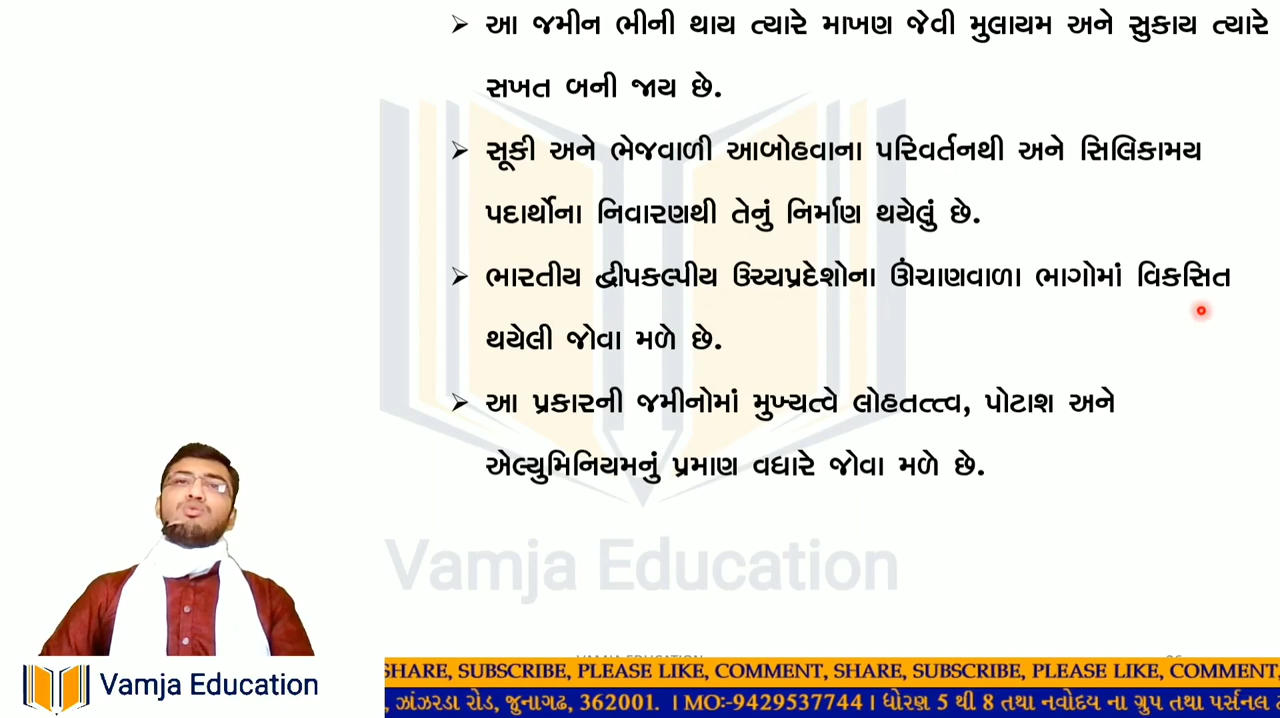 આ જમીન ભીની થાય ત્યારે માખણ જેવી મુલાયમ અને સુકાય ત્યારે
સખત બની જાય છે.
સૂકી અને ભેજવાળી આબોહવાના પરિવર્તનથી અને સિલિકામય
પદાર્થોના નિવારણથી તેનું નિર્માણ થયેલું છે.
ભારતીય દ્વીપકલ્પીય ઉચ્ચપ્રદેશોના ઊંચાણવાળા ભાગોમાં વિકસિત
થયેલી જોવા મળે છે.
આ પ્રકારની જમીનોમાં મુખ્યત્વે લોહતત્ત્વ, પોટાશ અને
એલ્યુમિનિયમનું પ્રમાણ વધારે જોવા મળે છે.
Vamja Education
Vamja Education
SHARE, SUBSCRIBE, PLEASE LIKE, COMMENT, SHARE, SUBSCRIBE, PLEASE LIKE, COMMENT,
, ઝાંઝરડા રોડ, જુનાગઢ, 362001. | MO:-9429537744 | ધોરણ 5 થી 8 તથા નવોદય ના ગ્રુપ તથા પર્સનલ